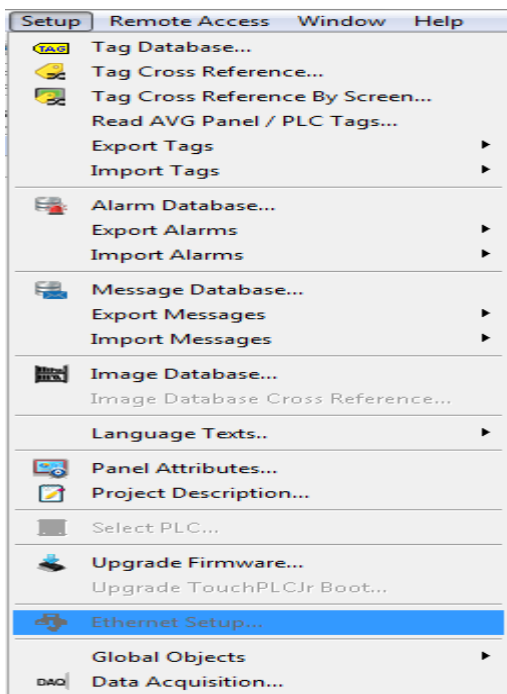 Setup Remote Access Window Help
TAG Tag Database...
Tag Cross Reference...
Tag Cross Reference By Screen...
Read AVG Panel / PLC Tags...
Export Tags
Import Tags
Alarm Database...
Export Alarms
Import Alarms
Message Database...
Export Messages
Import Messages
Image Database...
Image Database Cross Reference...
Language Texts..
Panel Attributes...
Project Description...
Select PLC...
Upgrade Firmware...
Upgrade TouchPLCJr Boot...
Ethernet Setup...
Global Objects
DAQ Data Acquisition...